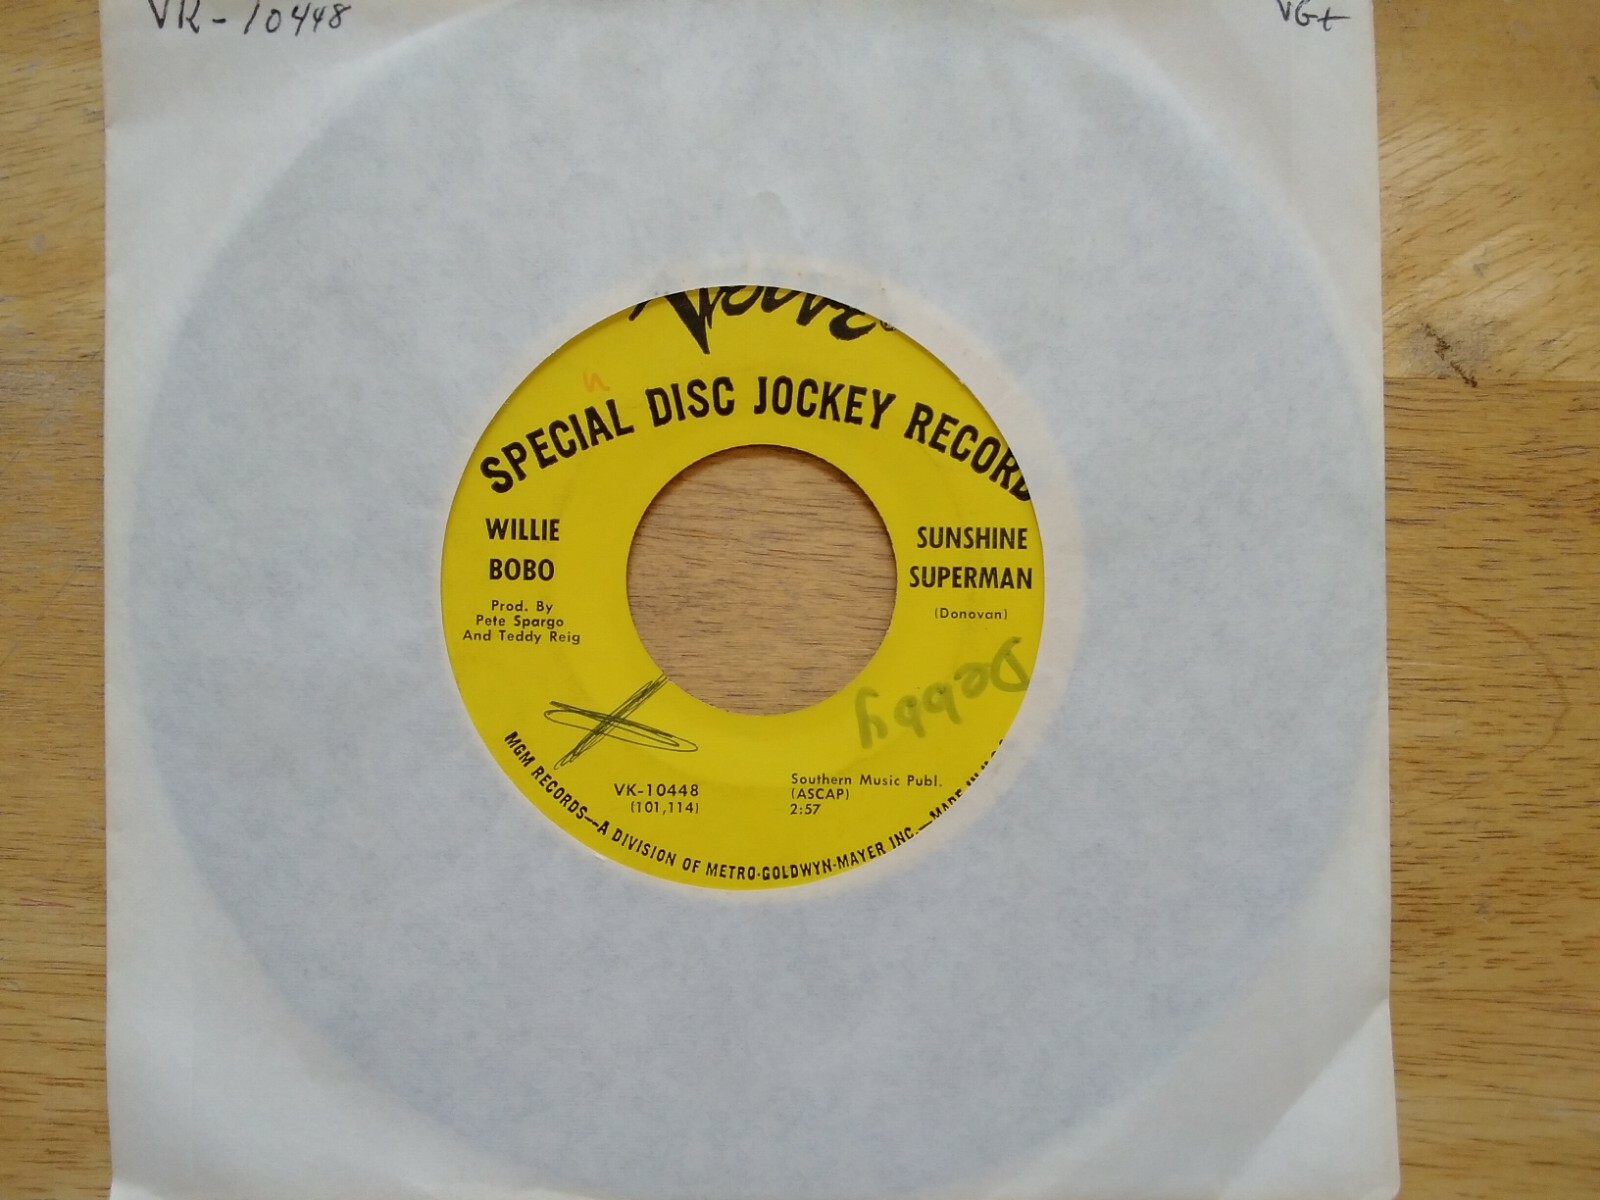 VK-10448
VG+
Verve®
SPECIAL DISC JOCKEY RECORD
WILLIE
BOBO
Prod. By
Pete Spargo
And Teddy Reig
SUNSHINE
SUPERMAN
(Donovan)
Debby
VK-10448
(101,114)
Southern Music Publ.
(ASCAP)
2:57
MGM RECORDS—A DIVISION OF METRO-GOLDWYN-MAYER INC.—MADE IN